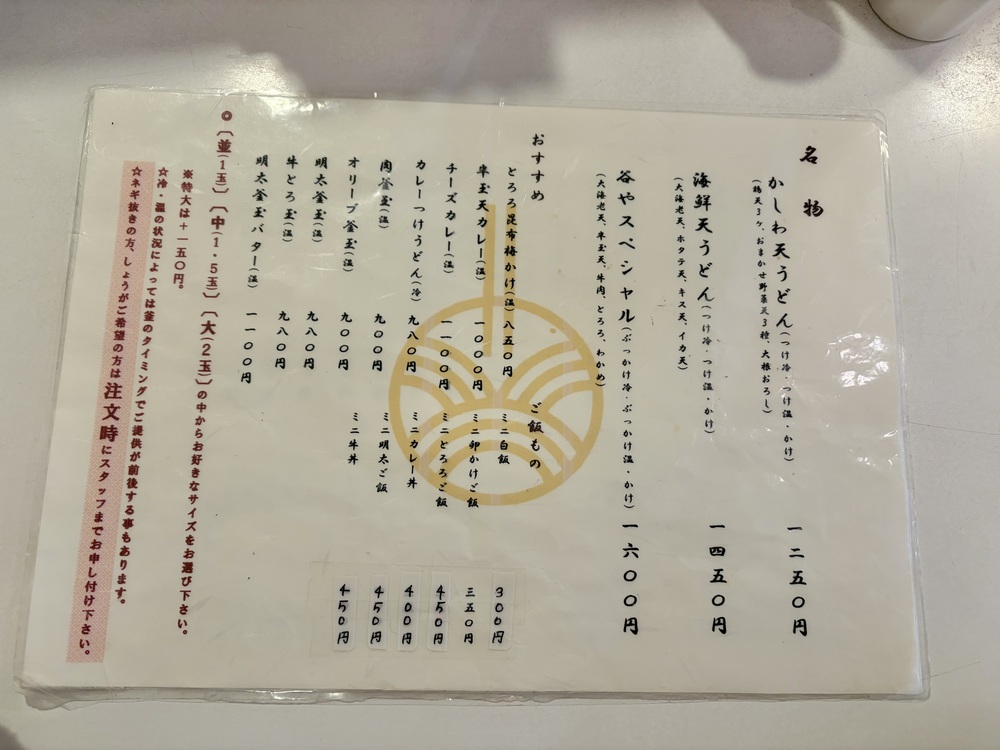 名物
かしわ天うどん(つけ冷・つけ温・かけ) 一二五〇円
(鶏天3ヶ、おまかせ野菜天3種、大根おろし)
海鮮天うどん(つけ冷・つけ温・かけ) 一四五〇円
(大海老天、ホタテ天、キス天、イカ天)
谷やスペシャル(ぶっかけ冷・ぶっかけ温・かけ) 一六〇〇円
(大海老天、半玉天、牛肉、とろろ、わかめ)
おすすめ
とろろ昆布梅かけ(温) 八五〇円
半玉天カレー(温) 一〇〇〇円
チーズカレー(温) 一一〇〇円
カレーつけうどん(冷) 九八〇円
肉釜玉(温) 九〇〇円
オリーブ釜玉(温) 九〇〇円
明太釜玉(温) 九八〇円
牛とろ玉(温) 九八〇円
明太釜玉バター(温) 一一〇〇円
ご飯もの
ミニ白飯 300円
ミニ卵かけご飯 三五〇円
ミニとろろご飯 450円
ミニカレー丼 400円
ミニ明太ご飯 450円
ミニ牛丼 450円
◎〔並(1玉)〕〔中(1・5玉)〕〔大(2玉)〕の中からお好きなサイズをお選び下さい。
※特大は+一五〇円。
☆冷・温の状況によっては釜のタイミングでご提供が前後する事もあります。
☆ネギ抜きの方、しょうがご希望の方は注文時にスタッフまでお申し付け下さい。